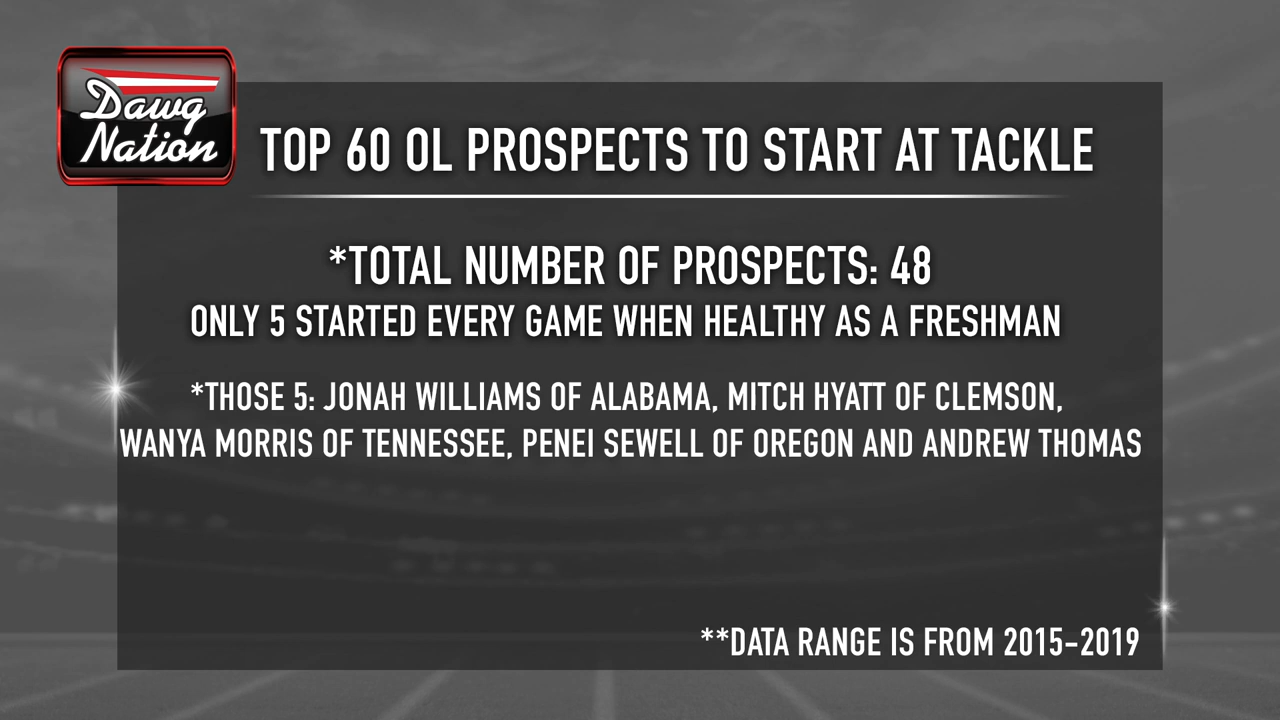 Dawg
Nation
TOP 60 OL PROSPECTS TO START AT TACKLE
*TOTAL NUMBER OF PROSPECTS: 48
ONLY 5 STARTED EVERY GAME WHEN HEALTHY AS A FRESHMAN
*THOSE 5: JONAH WILLIAMS OF ALABAMA, MITCH HYATT OF CLEMSON,
WANYA MORRIS OF TENNESSEE, PENEI SEWELL OF OREGON AND ANDREW THOMAS
**DATA RANGE IS FROM 2015-2019